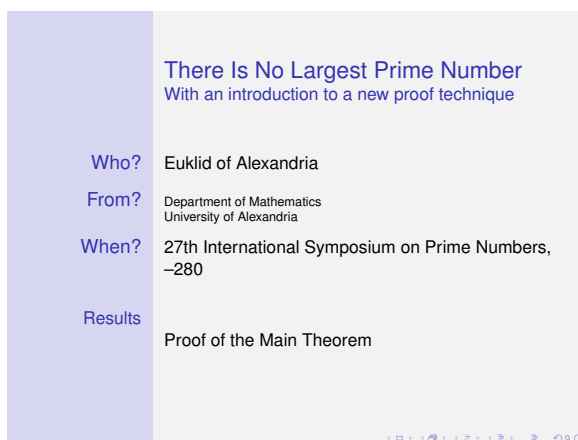 There Is No Largest Prime Number
With an introduction to a new proof technique
Who? Euklid of Alexandria
From? Department of Mathematics
University of Alexandria
When? 27th International Symposium on Prime Numbers,
–280
Results
Proof of the Main Theorem